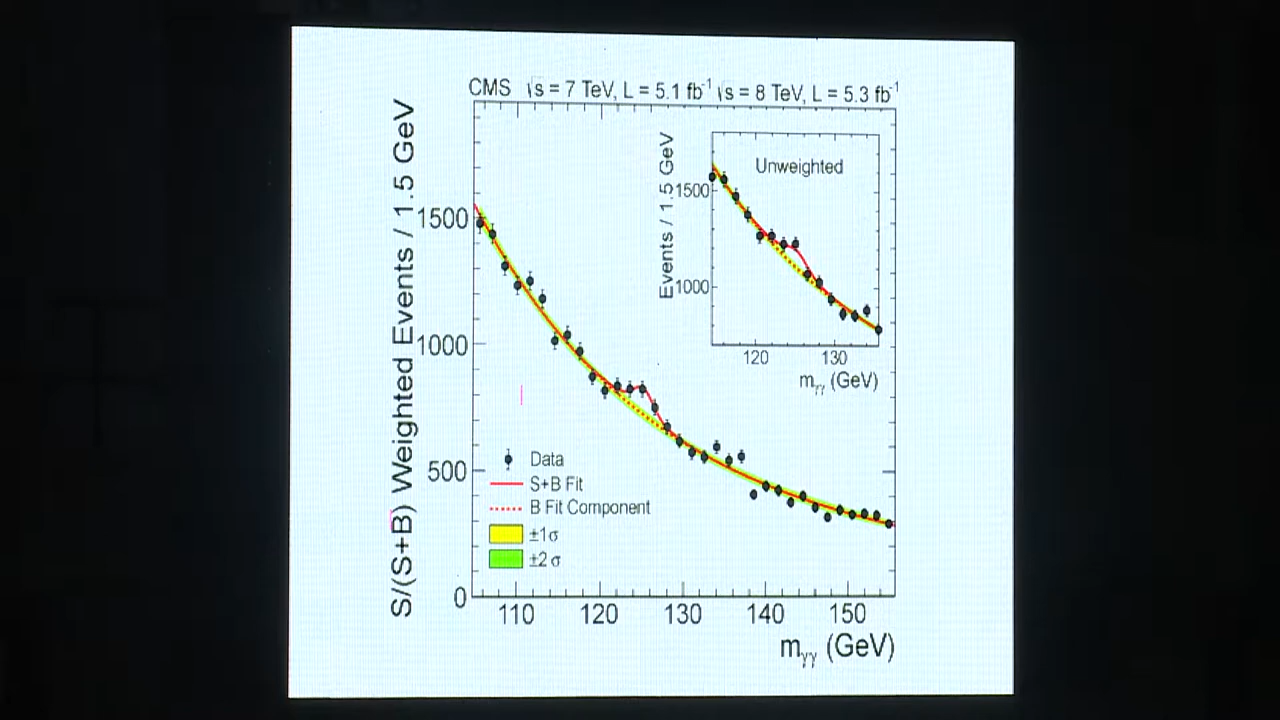 CMS √s = 7 TeV, L = 5.1 fb⁻¹ √s = 8 TeV, L = 5.3 fb⁻¹
S/(S+B) Weighted Events / 1.5 GeV
1500
1000
500
0
110 120 130 140 150
mγγ (GeV)
Data
S+B Fit
B Fit Component
±1σ
±2σ
Unweighted
Events / 1.5 GeV
1500
1000
120 130
mγγ (GeV)